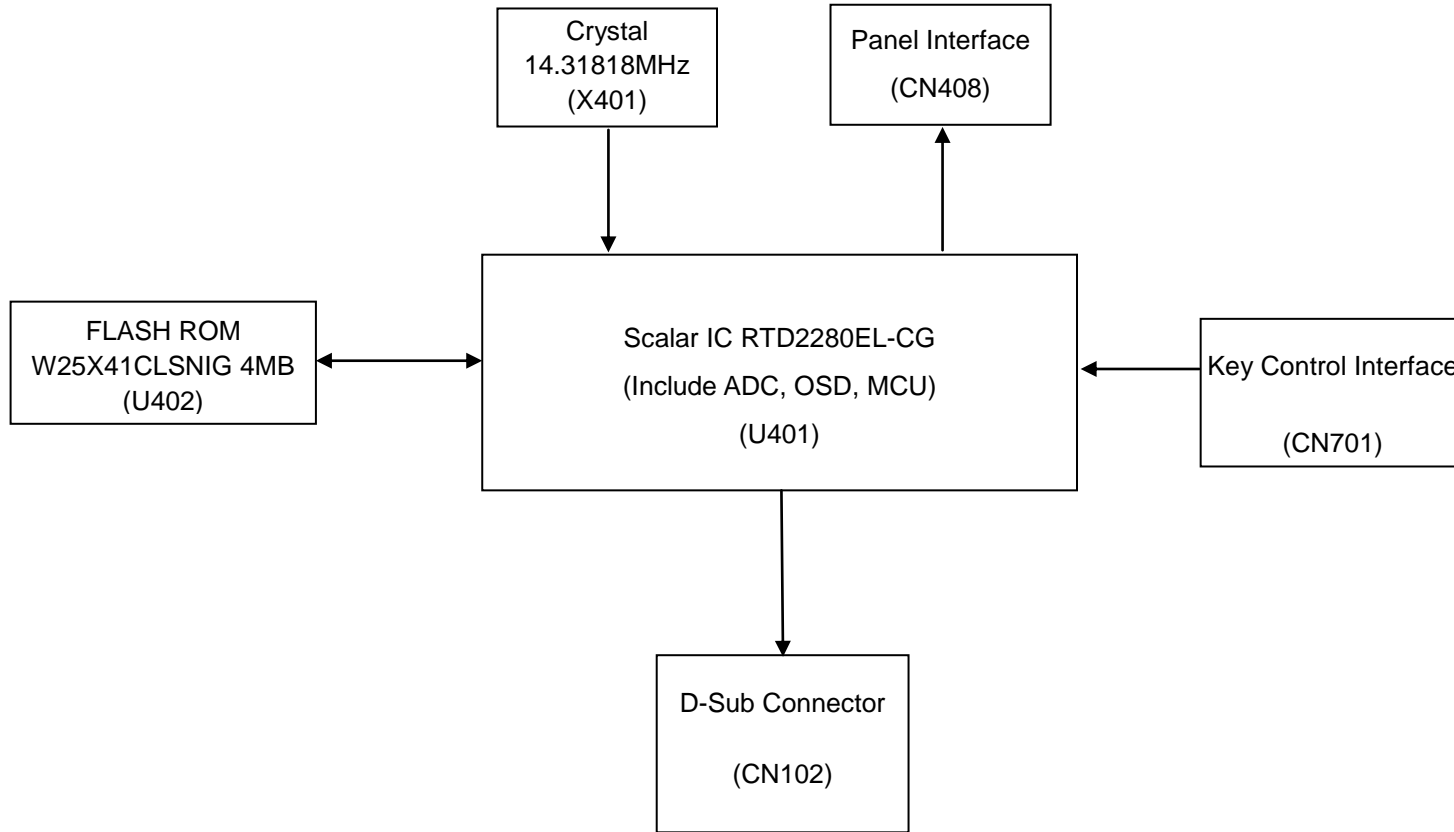 Crystal
14.31818MHz
(X401)
Panel Interface
(CN408)
FLASH ROM
W25X41CLSNIG 4MB
(U402)
Scalar IC RTD2280EL-CG
(Include ADC, OSD, MCU)
(U401)
Key Control Interface
(CN701)
D-Sub Connector
(CN102)